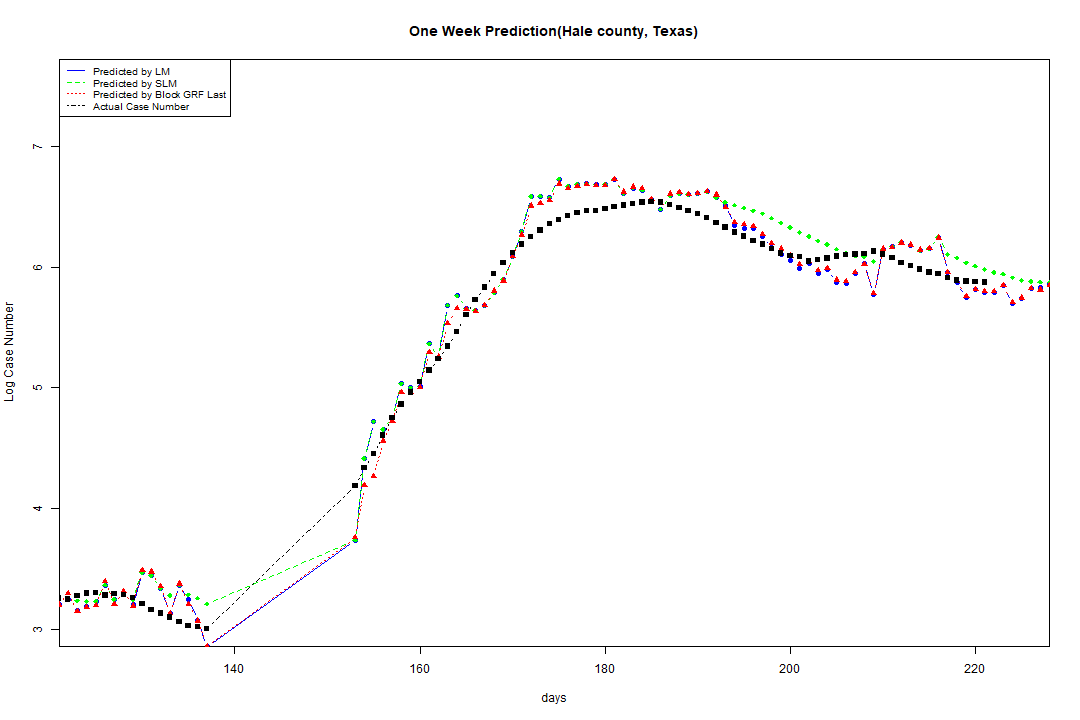 One Week Prediction(Hale county, Texas)
Predicted by LM
Predicted by SLM
Predicted by Block GRF Last
Actual Case Number
7
6
5
4
3
Log Case Number
140 160 180 200 220
days